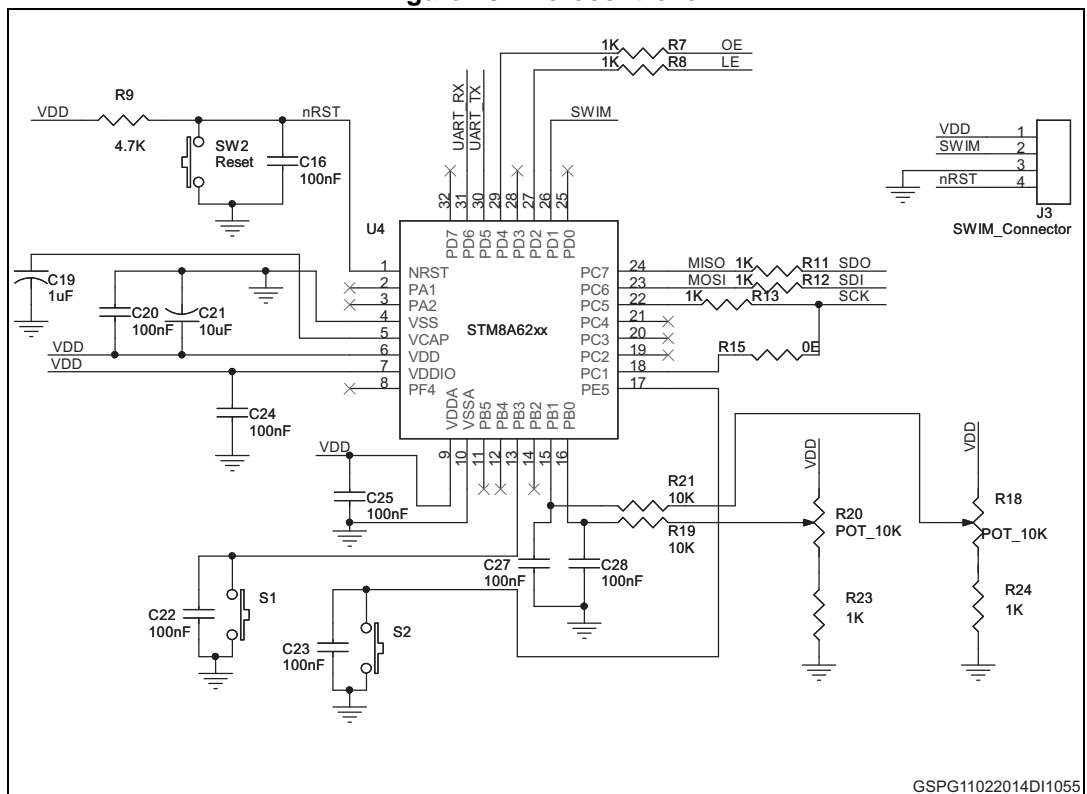 1K R7 OE
1K R8 LE
VDD
R9
4.7K
nRST
SW2
Reset
C16
100nF
UART_RX
UART_TX
SWIM
VDD 1
SWIM 2
3
nRST 4
J3
SWIM_Connector
32 31 30 29 28 27 26 25
PD7 PD6 PD5 PD4 PD3 PD2 PD1 PD0
U4
STM8A62xx
1 NRST
2 PA1
3 PA2
4 VSS
5 VCAP
6 VDD
7 VDDIO
8 PF4
PC7 24 MISO 1K R11 SDO
PC6 23 MOSI 1K R12 SDI
PC5 22 1K R13 SCK
PC4 21
PC3 20
PC2 19
PC1 18 R15 0E
PE5 17
VDDA VSSA PB5 PB4 PB3 PB2 PB1 PB0
9 10 11 12 13 14 15 16
C19
1uF
C20
100nF
C21
10uF
VDD
VDD
C24
100nF
VDD
C25
100nF
R21
10K
R19
10K
C27
100nF
C28
100nF
VDD
R20
POT_10K
R23
1K
VDD
R18
POT_10K
R24
1K
C22
100nF
S1
C23
100nF
S2
GSPG11022014DI1055